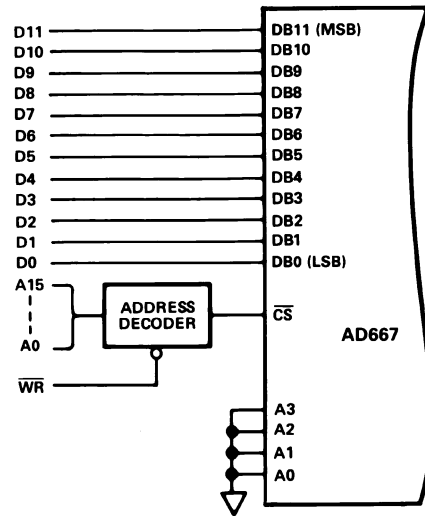 D11 DB11 (MSB)
D10 DB10
D9 DB9
D8 DB8
D7 DB7
D6 DB6
D5 DB5
D4 DB4
D3 DB3
D2 DB2
D1 DB1
D0 DB0 (LSB)
A15
ADDRESS
DECODER
CS
AD667
A0
WR
A3
A2
A1
A0